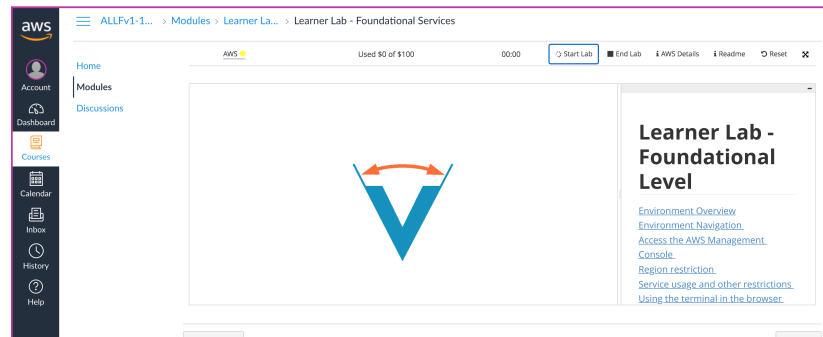 aws
ALLFv1-1... > Modules > Learner La... > Learner Lab - Foundational Services
Account
Dashboard
Courses
Calendar
Inbox
History
Help
Home
Modules
Discussions
AWS
Used $0 of $100
00:00
Start Lab
End Lab
AWS Details
Readme
Reset
Learner Lab -
Foundational
Level
Environment Overview
Environment Navigation
Access the AWS Management
Console
Region restriction
Service usage and other restrictions
Using the terminal in the browser